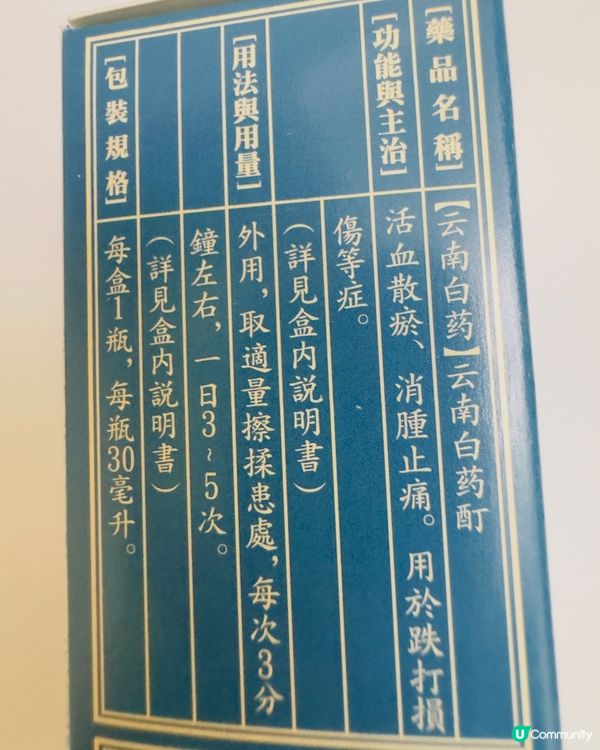 [藥品名稱]【云南白药】云南白药酊
[功能與主治]活血散瘀、消腫止痛。用於跌打損
傷等症。
(詳見盒內説明書)
[用法與用量]外用,取適量擦揉患處,每次3分
鐘左右,一日3~5次。
(詳見盒內説明書)
[包裝規格]每盒1瓶,每瓶30毫升。
U Community